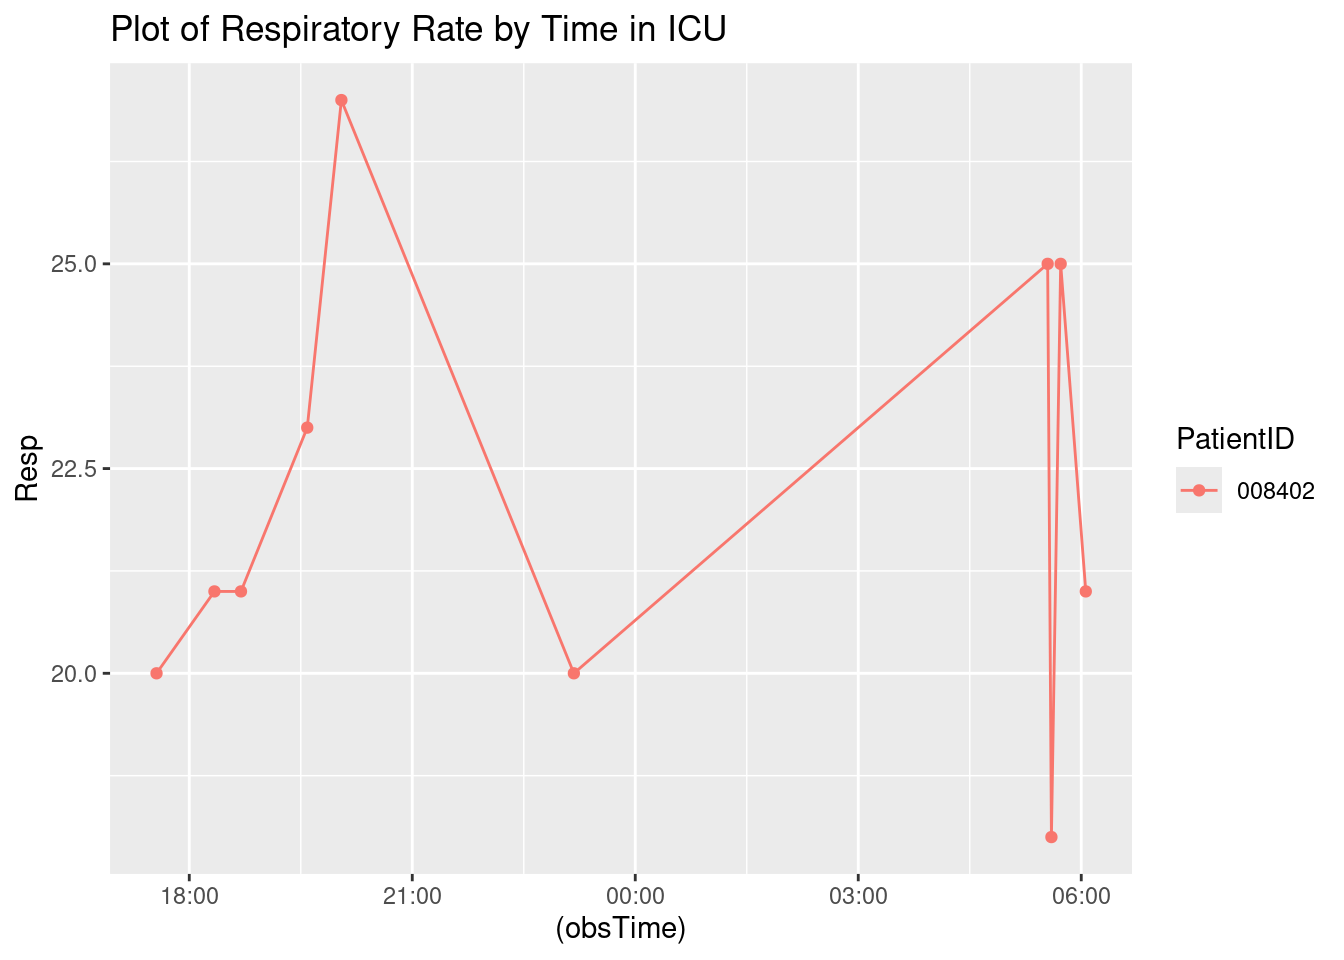 Plot of Respiratory Rate by Time in ICU
Resp
25.0
22.5
20.0
18:00 21:00 00:00 03:00 06:00
(obsTime)
PatientID
008402